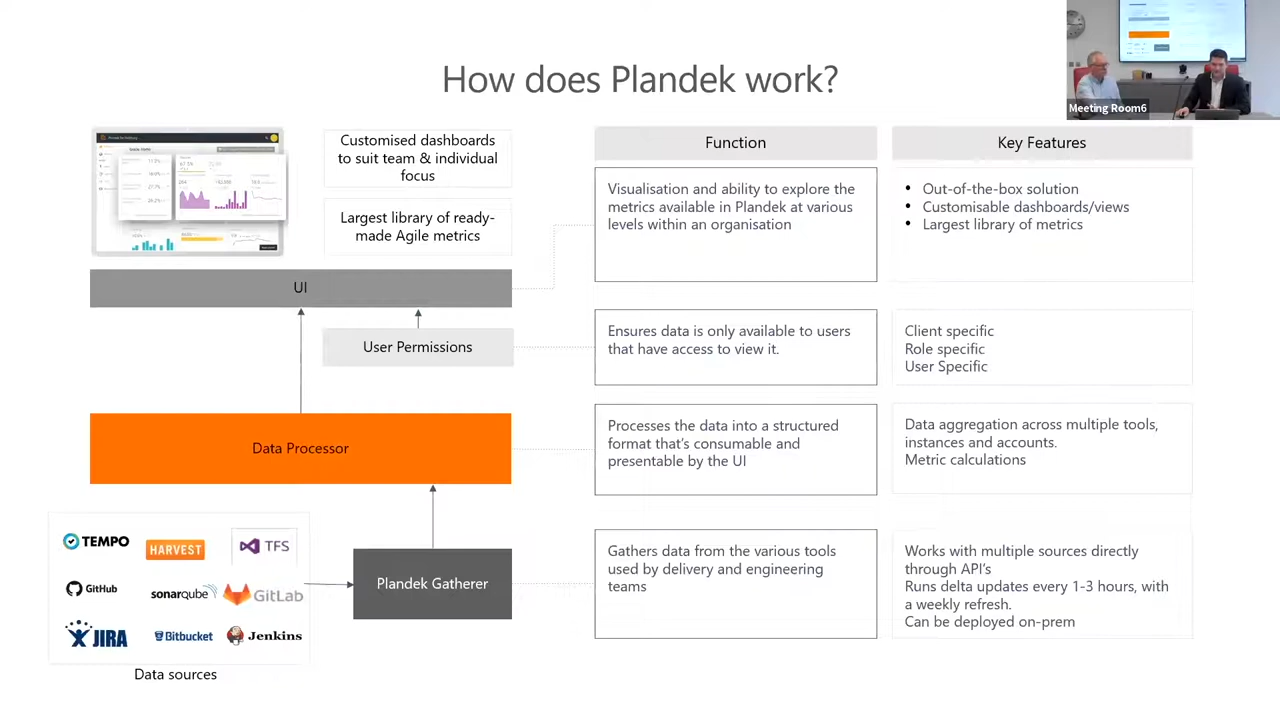 How does Plandek work?
Meeting Room6
Customised dashboards
to suit team & individual
focus
Largest library of ready-
made Agile metrics
UI
User Permissions
Data Processor
TEMPO
HARVEST
TFS
GitHub
sonarqube
GitLab
JIRA
Bitbucket
Jenkins
Data sources
Plandek Gatherer
Function
Key Features
Visualisation and ability to explore the
metrics available in Plandek at various
levels within an organisation
• Out-of-the-box solution
• Customisable dashboards/views
• Largest library of metrics
Ensures data is only available to users
that have access to view it.
Client specific
Role specific
User Specific
Processes the data into a structured
format that's consumable and
presentable by the UI
Data aggregation across multiple tools,
instances and accounts.
Metric calculations
Gathers data from the various tools
used by delivery and engineering
teams
Works with multiple sources directly
through API's
Runs delta updates every 1-3 hours, with
a weekly refresh.
Can be deployed on-prem